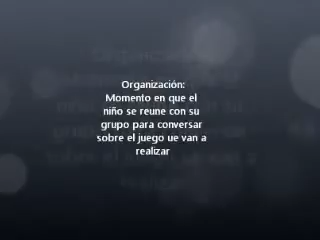 Organización:
Momento en que el
niño se reune con su
grupo para conversar
sobre el juego ue van a
realizar